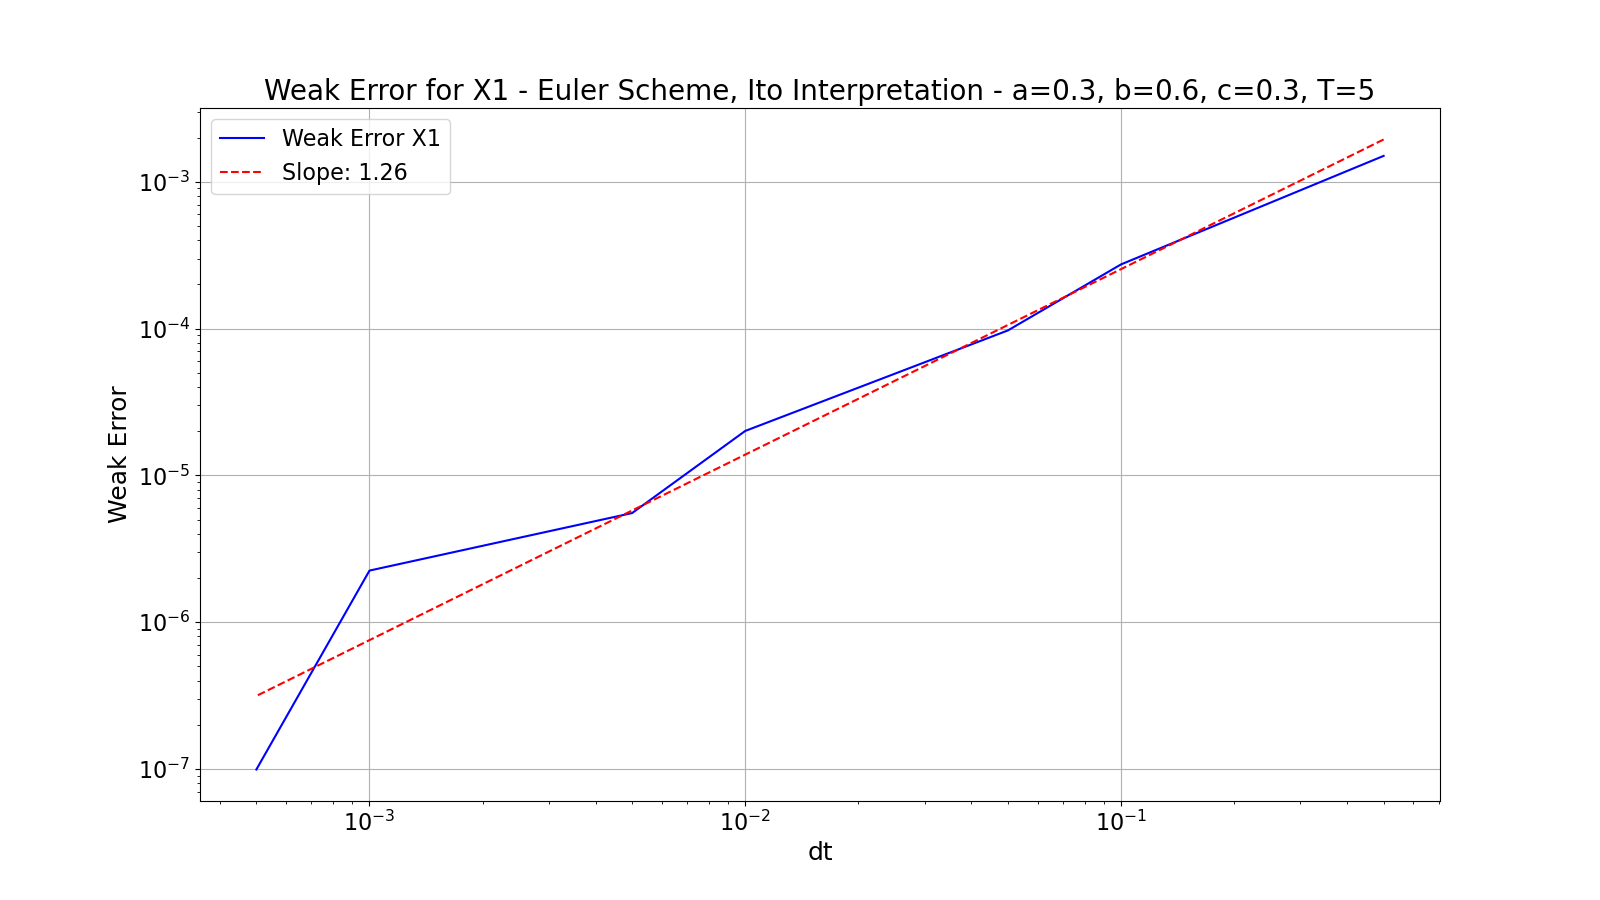 Weak Error for X1 - Euler Scheme, Ito Interpretation - a=0.3, b=0.6, c=0.3, T=5
Weak Error X1
Slope: 1.26
10⁻³
10⁻⁴
10⁻⁵
10⁻⁶
10⁻⁷
Weak Error
10⁻³ 10⁻² 10⁻¹
dt